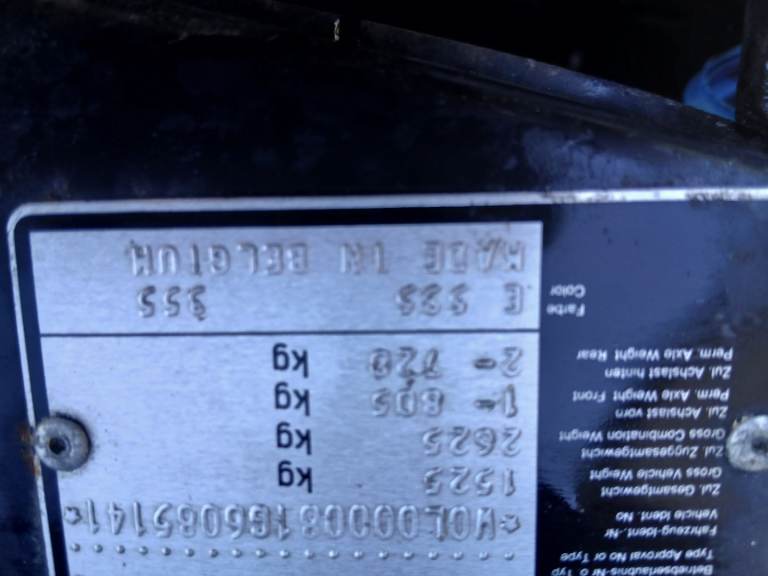 Betriebserlaubnis-Nr o Typ
Type Approval No or Type
Fahrzeug-Ident.-Nr.
Vehicle Ident No. *W0L000031G6085141*
Zul. Gesamtgewicht
Gross Vehicle Weight 1525 kg
Zul. Zuggesamtgewicht
Gross Combination Weight 2625 kg
Zul. Achslast vorn
Perm. Axle Weight Front 1- 805 kg
Zul. Achslast hinten
Perm. Axle Weight Rear 2- 720 kg
Farbe
Color E
MADE IN BELGIUM